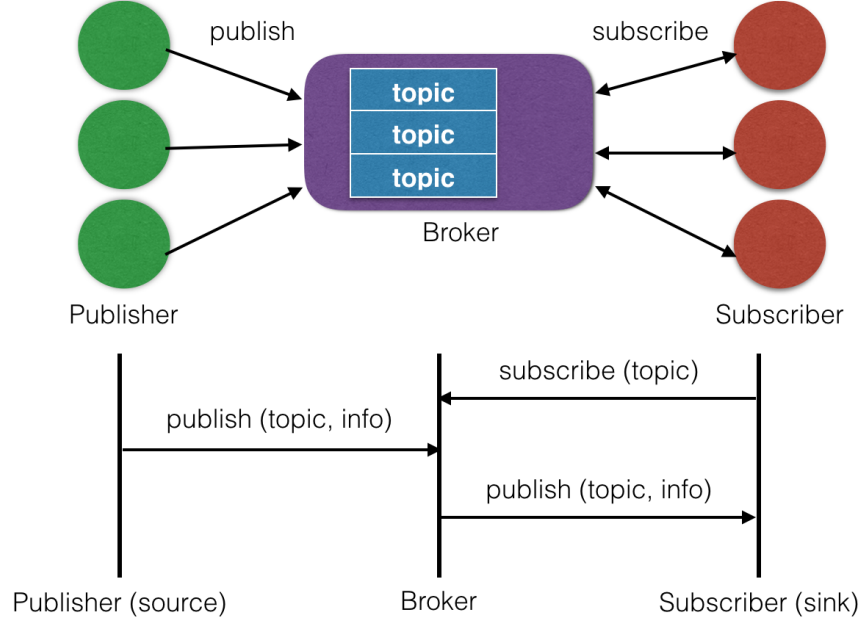 publish
subscribe
topic
topic
topic
Broker
Publisher
Subscriber
subscribe (topic)
publish (topic, info)
publish (topic, info)
Publisher (source)
Broker
Subscriber (sink)